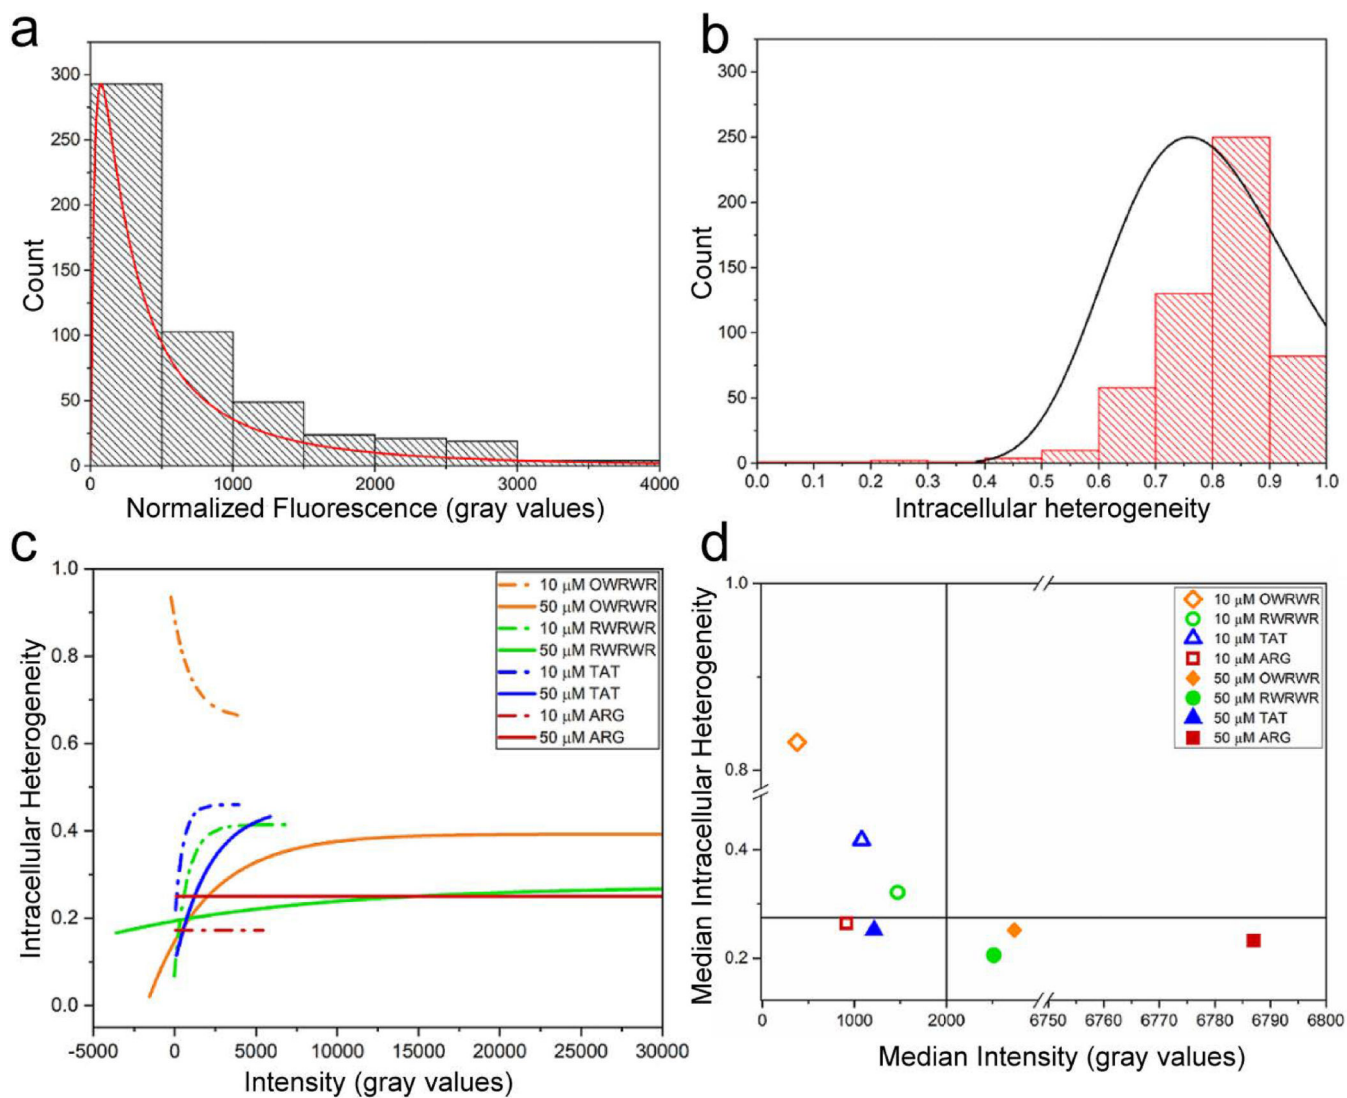 a
300
250
200
150
100
50
0
Count
0 1000 2000 3000 4000
Normalized Fluorescence (gray values)
b
300
250
200
150
100
50
0
Count
0.0 0.1 0.2 0.3 0.4 0.5 0.6 0.7 0.8 0.9 1.0
Intracellular heterogeneity
c
1.0
0.8
0.6
0.4
0.2
0.0
Intracellular Heterogeneity
10 μM OWRWR
50 μM OWRWR
10 μM RWRWR
50 μM RWRWR
10 μM TAT
50 μM TAT
10 μM ARG
50 μM ARG
-5000 0 5000 10000 15000 20000 25000 30000
Intensity (gray values)
d
1.0
0.8
0.4
0.2
Median Intracellular Heterogeneity
10 μM OWRWR
10 μM RWRWR
10 μM TAT
10 μM ARG
50 μM OWRWR
50 μM RWRWR
50 μM TAT
50 μM ARG
0 1000 2000 6750 6760 6770 6780 6790 6800
Median Intensity (gray values)